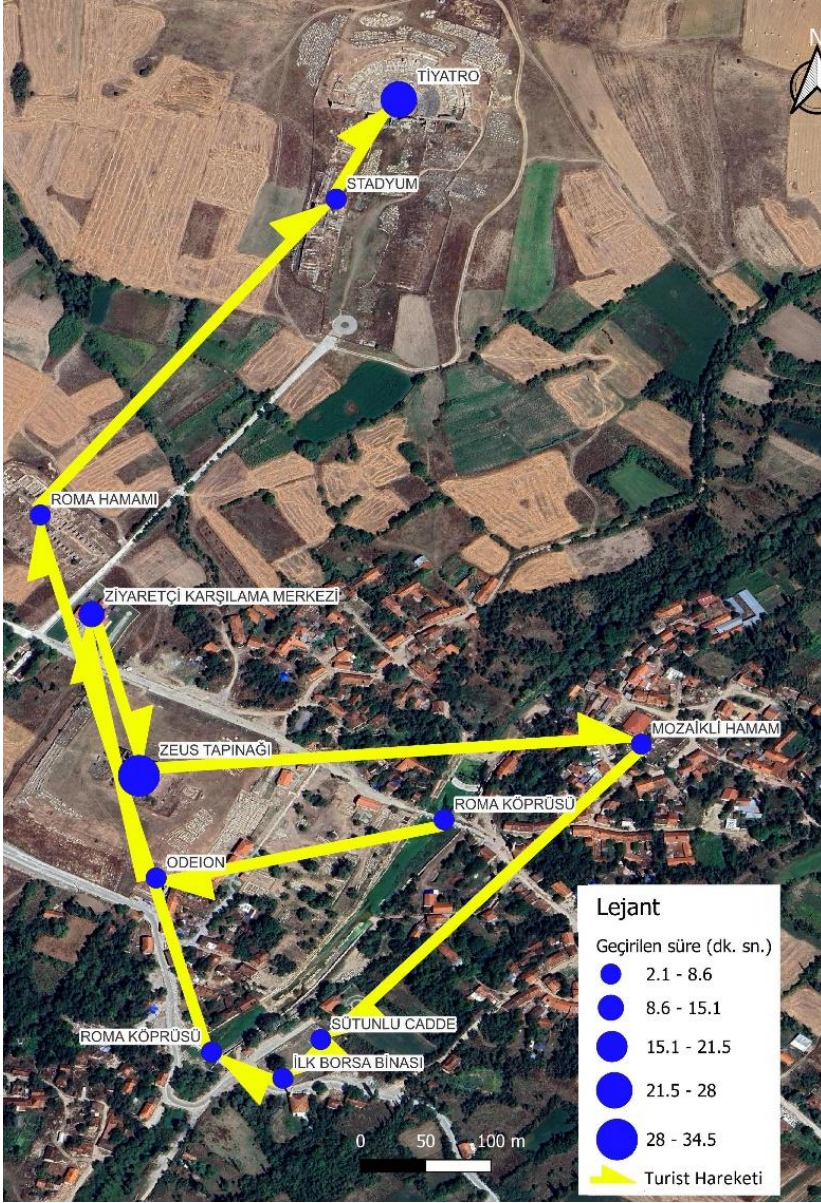 N
TİYATRO
STADYUM
ROMA HAMAMI
ZİYARETÇİ KARŞILAMA MERKEZİ
ZEUS TAPINAĞI
MOZAİKLİ HAMAM
ROMA KÖPRÜSÜ
ODEION
SÜTUNLU CADDE
ROMA KÖPRÜSÜ
İLK BORSA BİNASI
0 50 100 m
Lejant
Geçirilen süre (dk. sn.)
2.1 - 8.6
8.6 - 15.1
15.1 - 21.5
21.5 - 28
28 - 34.5
Turist Hareketi